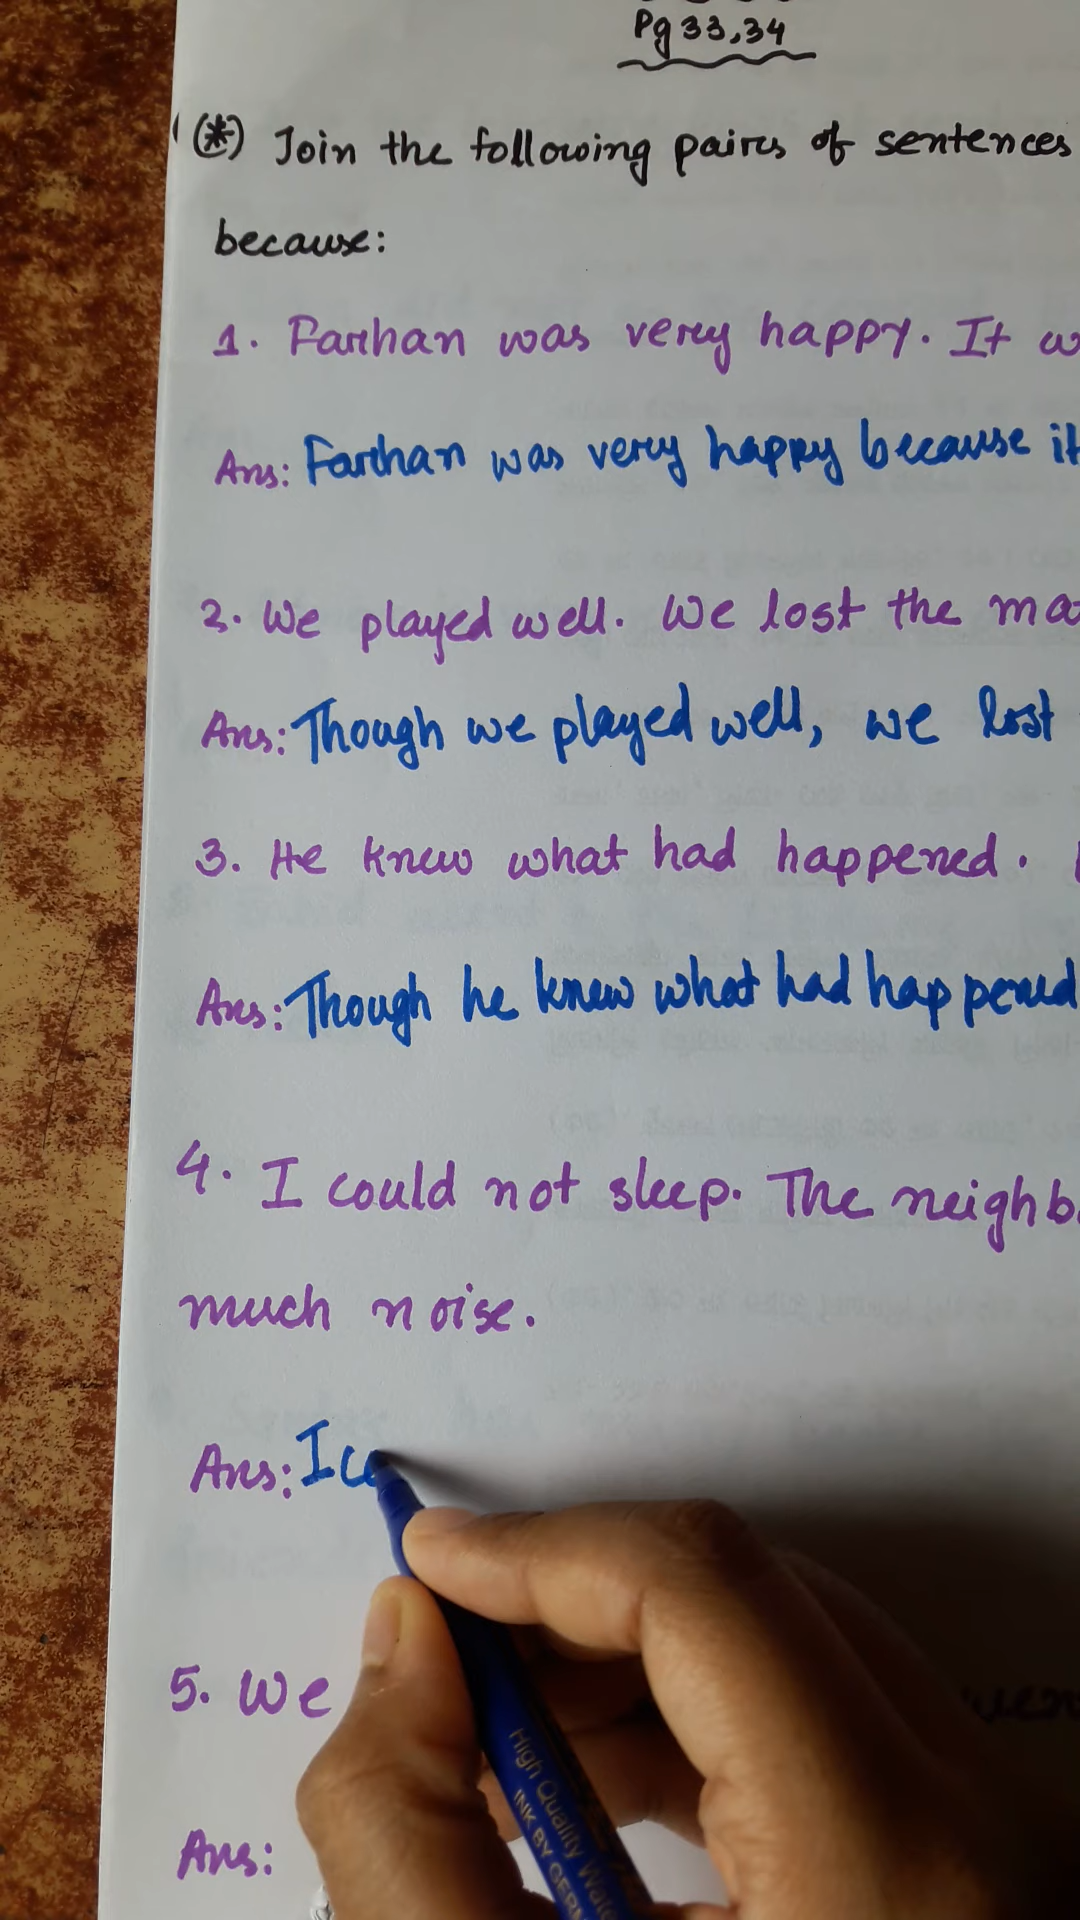 Pg 33,34
(*) Join the following pairs of sentences
because:
1. Farhan was very happy. It
Ans: Farhan was very happy because it
2. We played well. We lost the
Ans: Though we played well, we lost
3. He knew what had happened.
Ans: Though he knew what had happened
4. I could not sleep. The
much noise.
Ans: I
5. We
Ans:
High Quality
INK BY